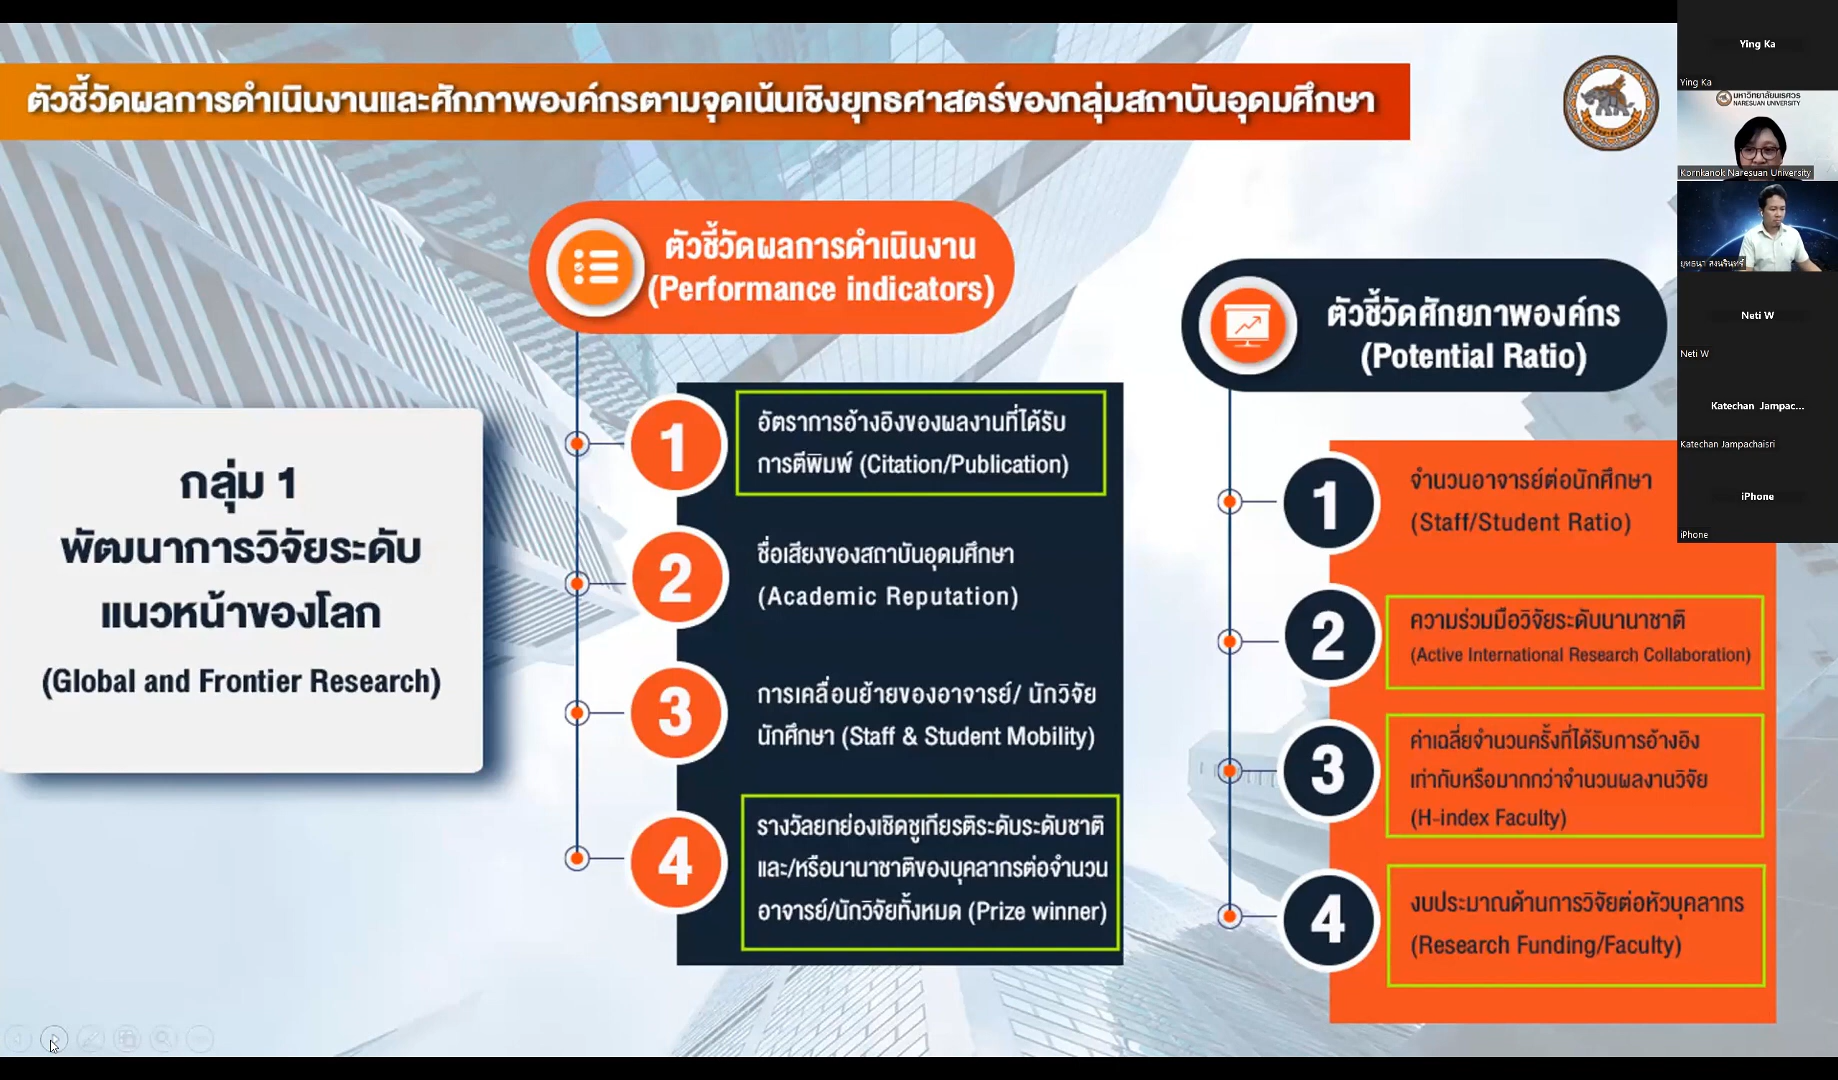 ตัวชี้วัดผลการดำเนินงานและศักภาพองค์กรตามจุดเน้นเชิงยุทธศาสตร์ของกลุ่มสถาบันอุดมศึกษา
กลุ่ม 1
พัฒนาการวิจัยระดับ
แนวหน้าของโลก
(Global and Frontier Research)
ตัวชี้วัดผลการดำเนินงาน
(Performance indicators)
1
อัตราการอ้างอิงของผลงานที่ได้รับ
การตีพิมพ์ (Citation/Publication)
2
ชื่อเสียงของสถาบันอุดมศึกษา
(Academic Reputation)
3
การเคลื่อนย้ายของอาจารย์/ นักวิจัย
นักศึกษา (Staff & Student Mobility)
4
รางวัลยกย่องเชิดชูเกียรติระดับระดับชาติ
และ/หรือนานาชาติของบุคลากรต่อจำนวน
อาจารย์/นักวิจัยทั้งหมด (Prize winner)
ตัวชี้วัดศักยภาพองค์กร
(Potential Ratio)
1
จำนวนอาจารย์ต่อนักศึกษา
(Staff/Student Ratio)
2
ความร่วมมือวิจัยระดับนานาชาติ
(Active International Research Collaboration)
3
ค่าเฉลี่ยจำนวนครั้งที่ได้รับการอ้างอิง
เท่ากับหรือมากกว่าจำนวนผลงานวิจัย
(H-index Faculty)
4
งบประมาณด้านการวิจัยต่อหัวบุคลากร
(Research Funding/Faculty)
Ying Ka
Ying Ka
มหาวิทยาลัยนเรศวร
NARESUAN UNIVERSITY
Kornkanok Naresuan University
Neti W
Neti W
Katechan Jampac...
Katechan Jampachaisri
iPhone
iPhone